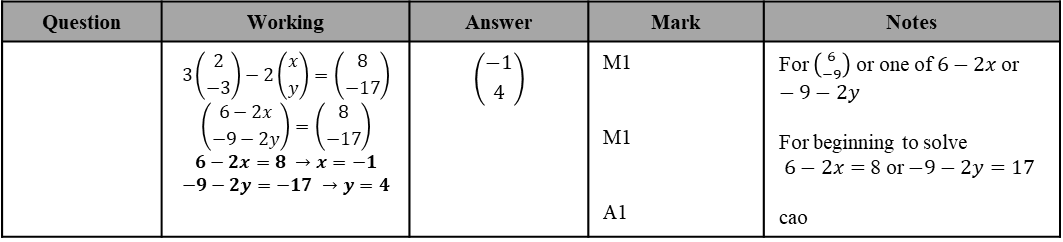 Question Working Answer Mark Notes
3(2 −3) − 2(x y) = (8 −17)
(6 − 2x −9 − 2y) = (8 −17)
6 − 2x = 8 → x = −1
−9 − 2y = −17 → y = 4
(−1 4)
M1
M1
A1
For (6 −9) or one of 6 − 2x or
− 9 − 2y
For beginning to solve
6 − 2x = 8 or −9 − 2y = 17
cao